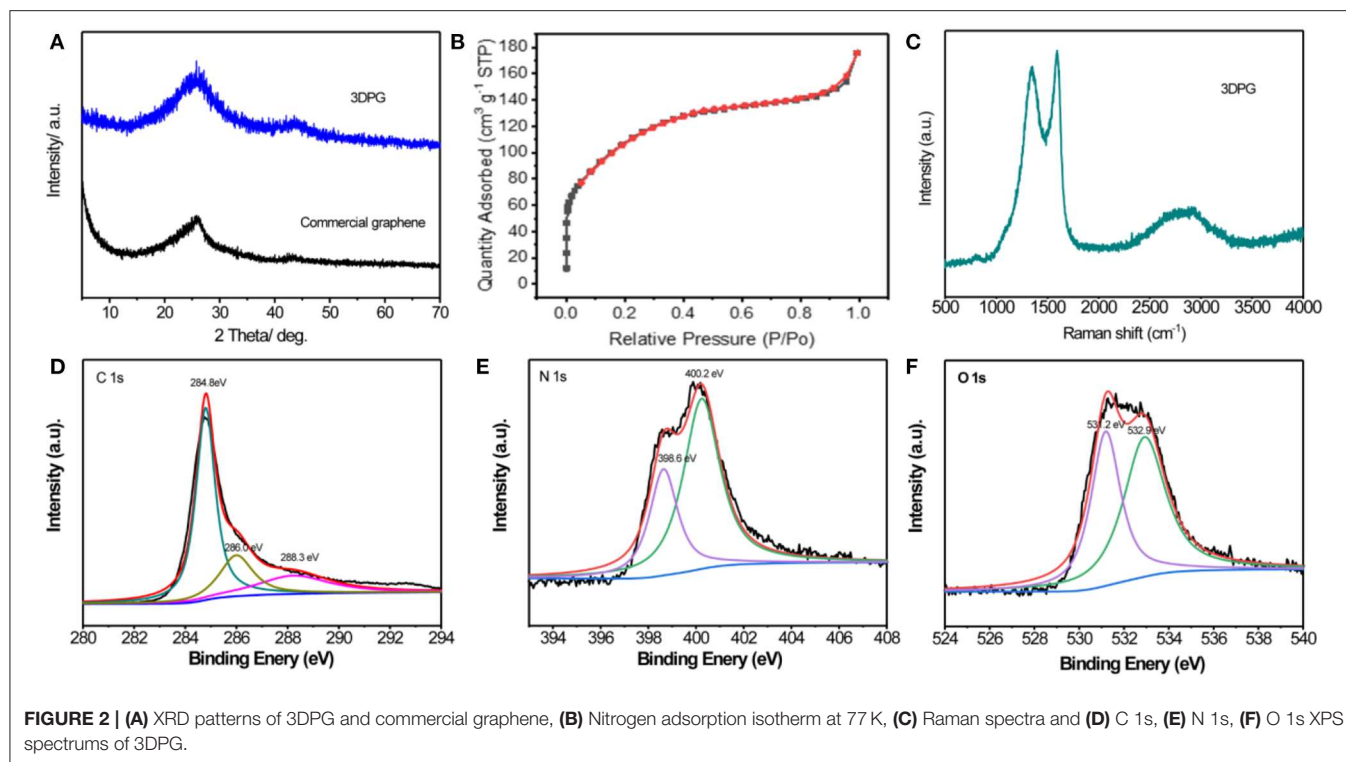 A
Intensity/ a.u.
3DPG
Commercial graphene
10 20 30 40 50 60 70
2 Theta/ deg.
B
Quantity Adsorbed (cm³ g⁻¹ STP)
180
160
140
120
100
80
60
40
20
0
0.0 0.2 0.4 0.6 0.8 1.0
Relative Pressure (P/Po)
C
Intensity (a.u.)
3DPG
500 1000 1500 2000 2500 3000 3500 4000
Raman shift (cm⁻¹)
D
C 1s
Intensity (a.u).
284.8eV
286.0 eV
288.3 eV
280 282 284 286 288 290 292 294
Binding Enery (eV)
E
N 1s
Intensity (a.u).
400.2 eV
398.6 eV
394 396 398 400 402 404 406 408
Binding Enery (eV)
F
O 1s
Intensity (a.u).
531.2 eV
532.9 eV
524 526 528 530 532 534 536 538 540
Binding Enery (eV)
FIGURE 2 | (A) XRD patterns of 3DPG and commercial graphene, (B) Nitrogen adsorption isotherm at 77 K, (C) Raman spectra and (D) C 1s, (E) N 1s, (F) O 1s XPS
spectrums of 3DPG.